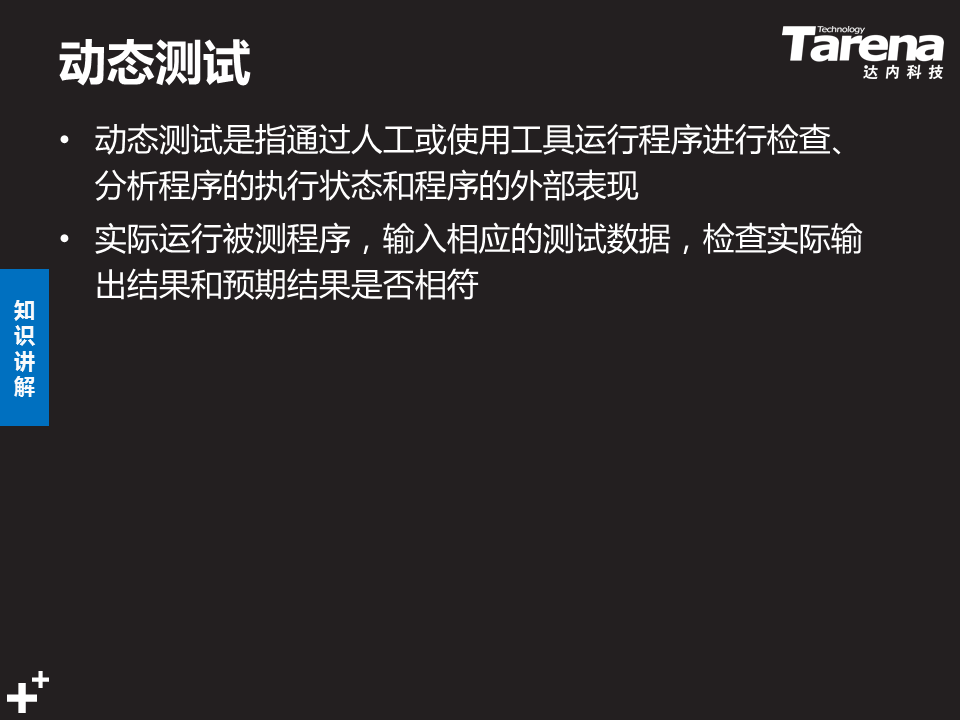 动态测试
Technology
Tarena
达内科技
• 动态测试是指通过人工或使用工具运行程序进行检查、
分析程序的执行状态和程序的外部表现
• 实际运行被测程序，输入相应的测试数据，检查实际输
出结果和预期结果是否相符
知
识
讲
解